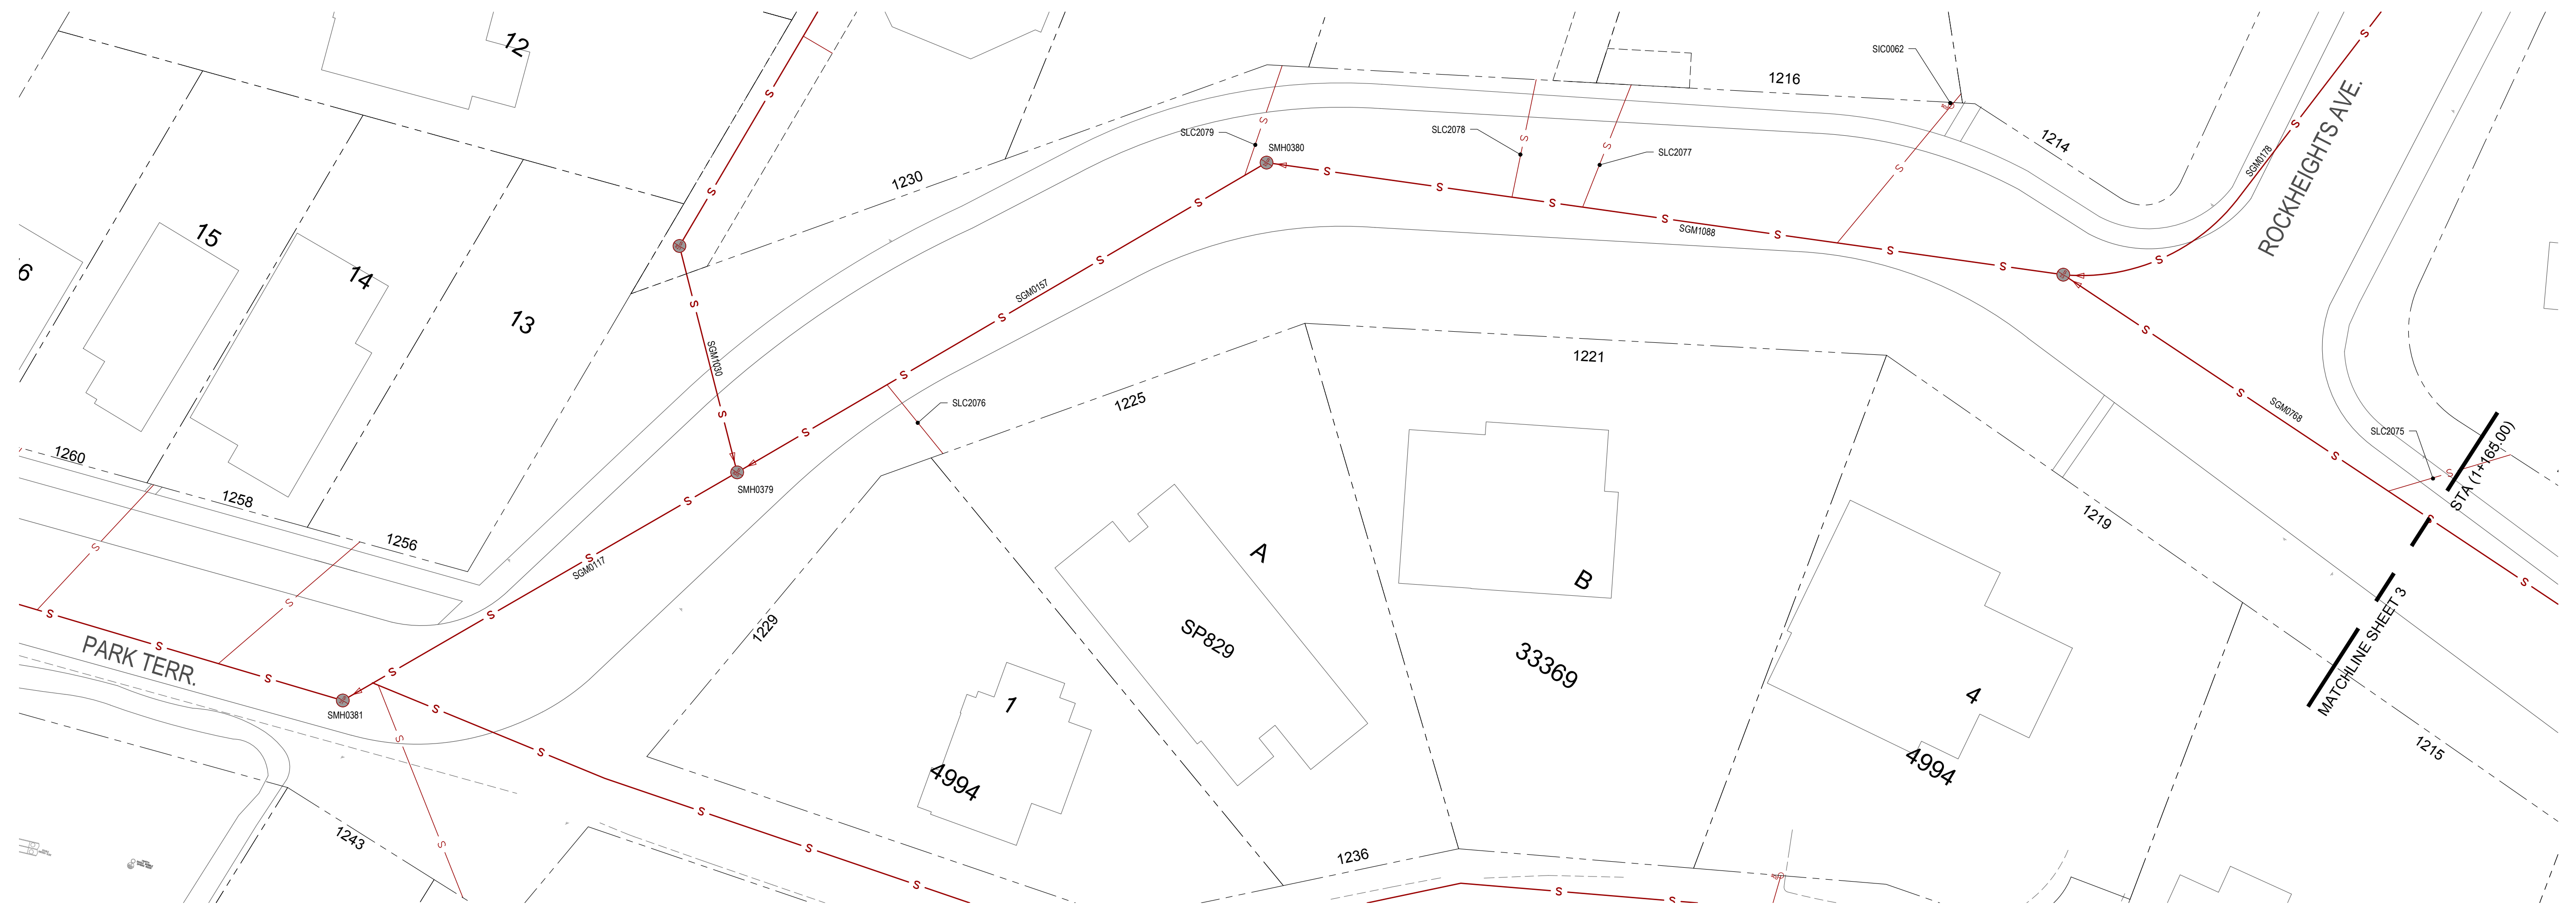 12
SIC0062
1216
SLC2079
SMH0380
SLC2078
SLC2077
1214
SGM0178
ROCKHEIGHTS AVE.
1230
15
14
6
13
SGM1088
SGM0157
SGM1030
1221
1225
SLC2076
SGM0768
SLC2075
STA (1+165.00)
1260
1258
1256
SMH0379
SGM0117
1219
A
B
SP829
33369
1229
MATCHLINE SHEET 3
PARK TERR.
SMH0381
1
4
4994
4994
1215
1243
1236